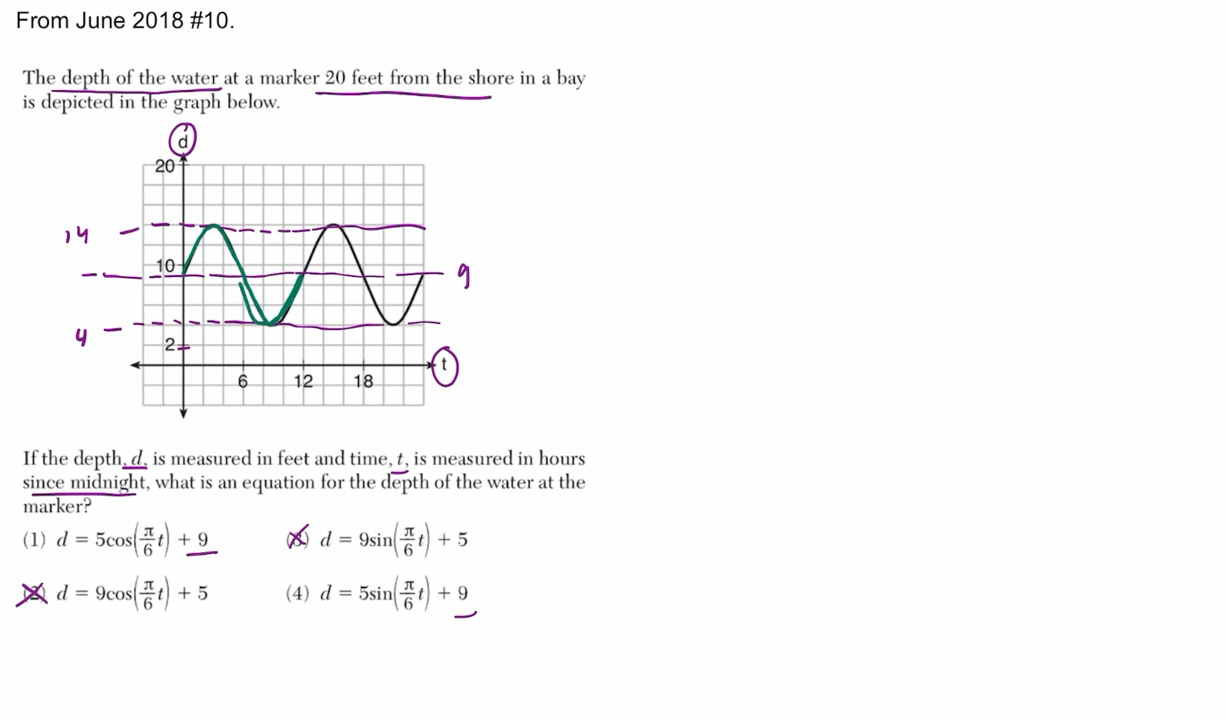 From June 2018 #10.
The depth of the water at a marker 20 feet from the shore in a bay
is depicted in the graph below.
d
20
14
10
9
4
2
t
6 12 18
If the depth, d, is measured in feet and time, t, is measured in hours
since midnight, what is an equation for the depth of the water at the
marker?
(1) d = 5cos(π/6 t) + 9
(3) d = 9sin(π/6 t) + 5
(2) d = 9cos(π/6 t) + 5
(4) d = 5sin(π/6 t) + 9